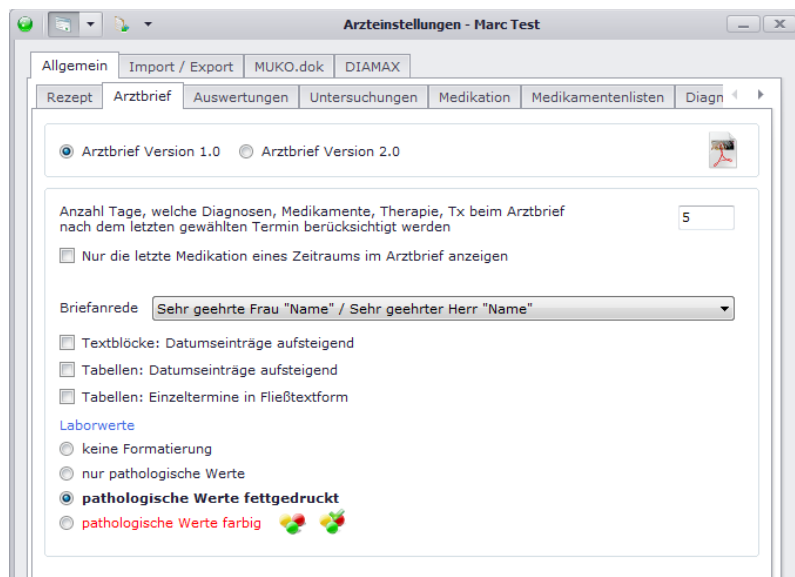 Arzteinstellungen - Marc Test
Allgemein Import / Export MUKO.dok DIAMAX
Rezept Arztbrief Auswertungen Untersuchungen Medikation Medikamentenlisten Diagn
Arztbrief Version 1.0 Arztbrief Version 2.0
Anzahl Tage, welche Diagnosen, Medikamente, Therapie, Tx beim Arztbrief
nach dem letzten gewählten Termin berücksichtigt werden
5
Nur die letzte Medikation eines Zeitraums im Arztbrief anzeigen
Briefanrede Sehr geehrte Frau "Name" / Sehr geehrter Herr "Name"
Textblöcke: Datumseinträge aufsteigend
Tabellen: Datumseinträge aufsteigend
Tabellen: Einzeltermine in Fließtextform
Laborwerte
keine Formatierung
nur pathologische Werte
pathologische Werte fettgedruckt
pathologische Werte farbig